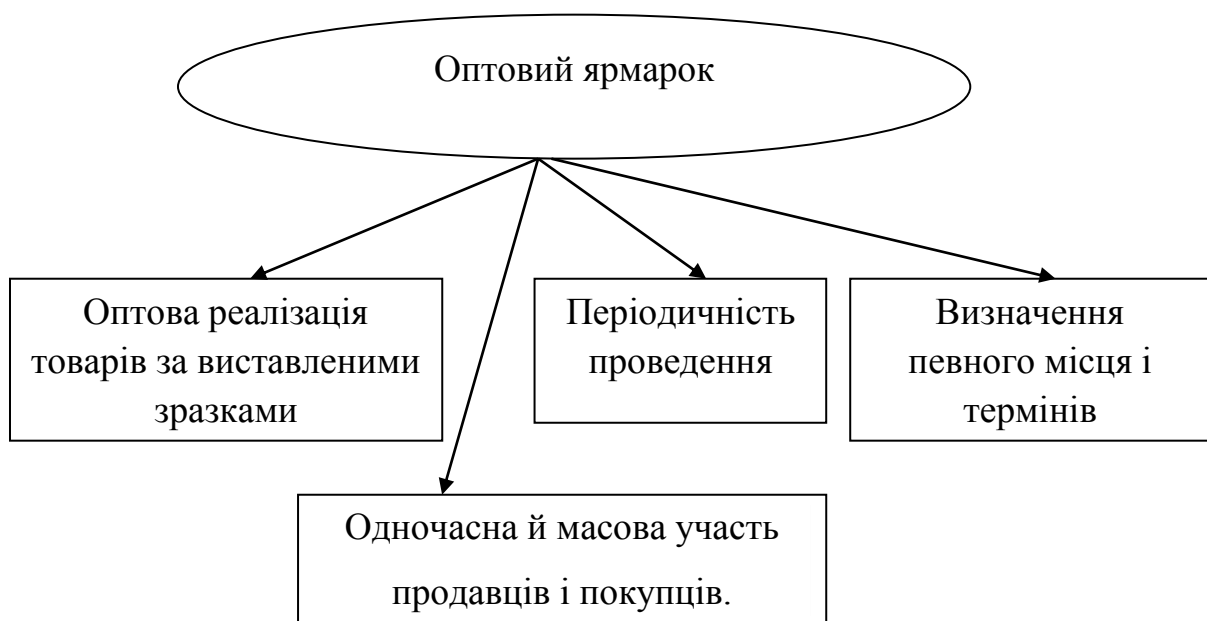 Оптовий ярмарок
Оптова реалізація
товарів за виставленими
зразками
Періодичність
проведення
Визначення
певного місця і
термінів
Одночасна й масова участь
продавців і покупців.